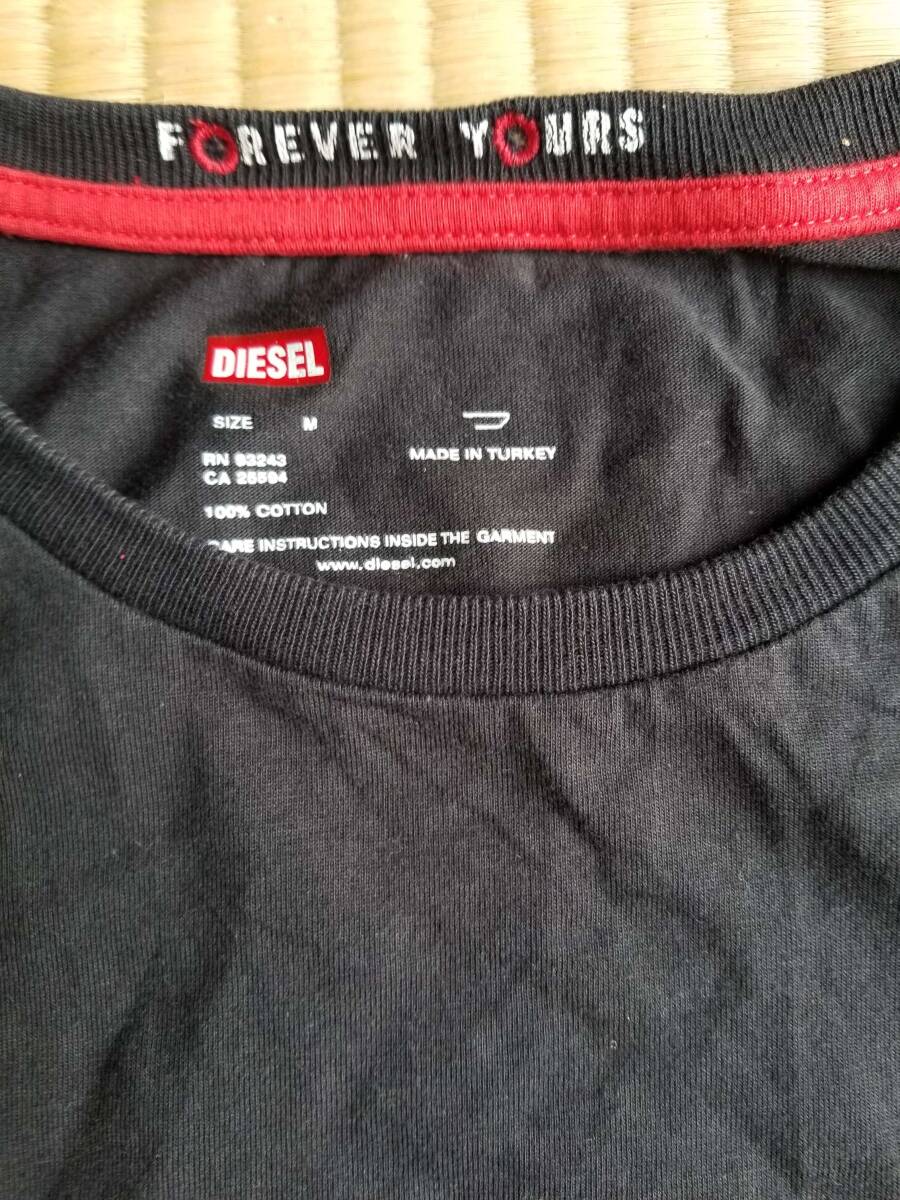 FOREVER YOURS
DIESEL
SIZE M
MADE IN TURKEY
RN 93243
CA 25594
100% COTTON
CARE INSTRUCTIONS INSIDE THE GARMENT
www.diesel.com